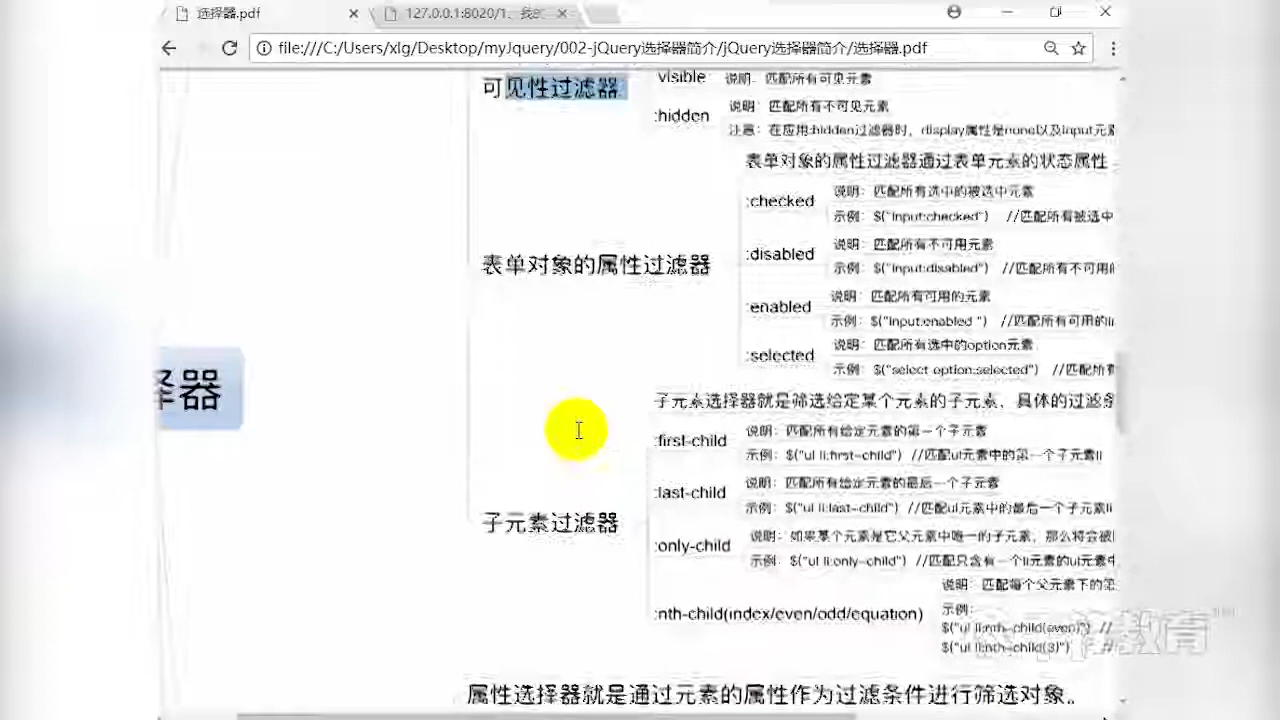 选择器.pdf
127.0.0.1:8020/1、我的
file:///C:/Users/xlg/Desktop/myJquery/002-jQuery选择器简介/jQuery选择器简介/选择器.pdf
可见性过滤器
:visible 说明：匹配所有可见元素
:hidden
说明：匹配所有不可见元素
注意：在应用:hidden过滤器时，display属性是none以及input元素
表单对象的属性过滤器通过表单元素的状态属性
:checked
说明：匹配所有选中的被选中元素
示例：$("input:checked") //匹配所有被选中
:disabled
说明：匹配所有不可用元素
示例：$("input:disabled") //匹配所有不可用的
表单对象的属性过滤器
:enabled
说明：匹配所有可用的元素
示例：$("input:enabled ") //匹配所有可用的
:selected
说明：匹配所有选中的option元素
示例：$("select option:selected") //匹配所有
择器
子元素选择器就是筛选给定某个元素的子元素，具体的过滤条
:first-child
说明：匹配所有给定元素的第一个子元素
示例：$("ul li:first-child") //匹配ul元素中的第一个子元素li
:last-child
说明：匹配所有给定元素的最后一个子元素
示例：$("ul li:last-child") //匹配ul元素中的最后一个子元素li
子元素过滤器
:only-child
说明：如果某个元素是它父元素中唯一的子元素，那么将会被
示例：$("ul li:only-child") //匹配只含有一个li元素的ul元素中
:nth-child(index/even/odd/equation)
说明：匹配每个父元素下的第
示例：
$("ul li:nth-child(even)") //
$("ul li:nth-child(3)")
教育
属性选择器就是通过元素的属性作为过滤条件进行筛选对象。